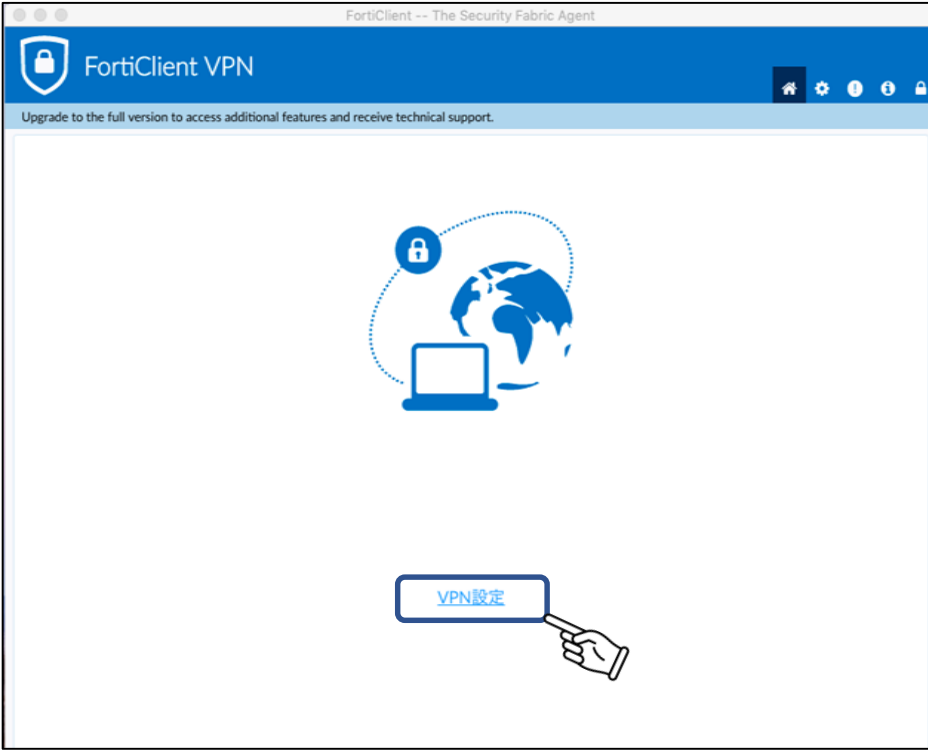 FortiClient -- The Security Fabric Agent
FortiClient VPN
Upgrade to the full version to access additional features and receive technical support.
VPN設定